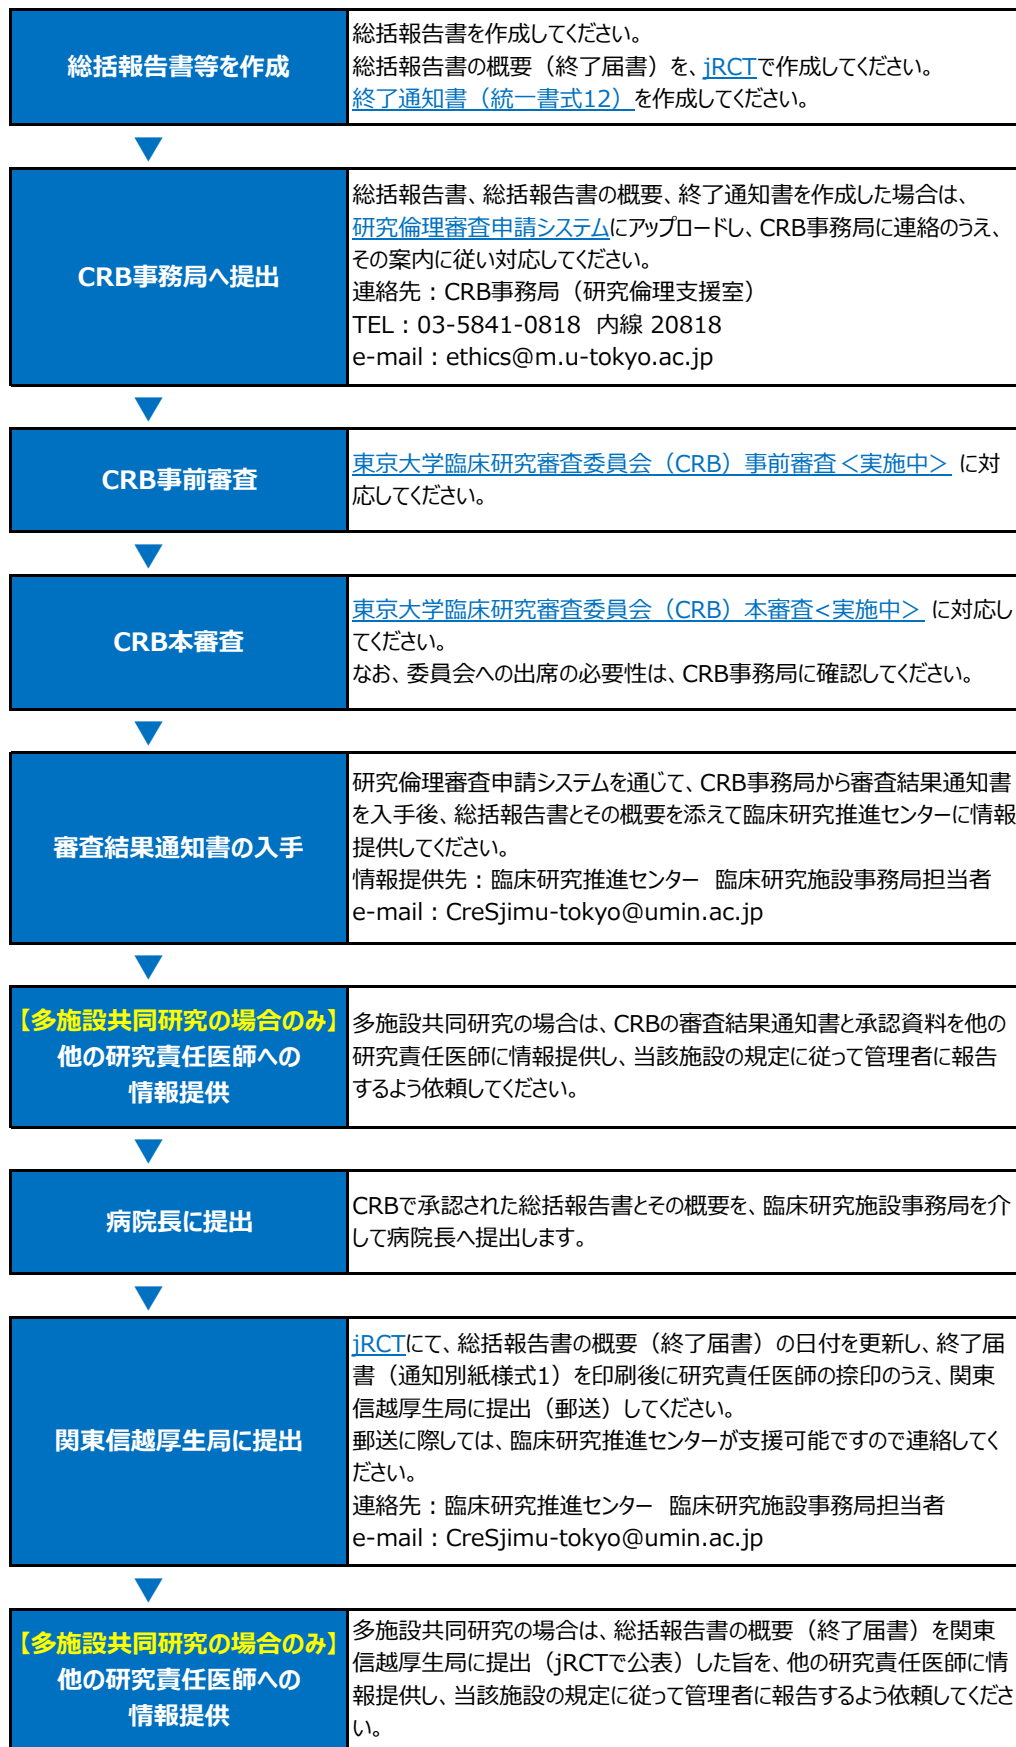 総括報告書等を作成
総括報告書を作成してください。
総括報告書の概要（終了届書）を、jRCTで作成してください。
終了通知書（統一書式12）を作成してください。
▼
CRB事務局へ提出
総括報告書、総括報告書の概要、終了通知書を作成した場合は、
研究倫理審査申請システムにアップロードし、CRB事務局に連絡のうえ、
その案内に従い対応してください。
連絡先：CRB事務局（研究倫理支援室）
TEL：03-5841-0818 内線 20818
e-mail：ethics@m.u-tokyo.ac.jp
▼
CRB事前審査
東京大学臨床研究審査委員会（CRB）事前審査＜実施中＞ に対
応してください。
▼
CRB本審査
東京大学臨床研究審査委員会（CRB）本審査<実施中＞ に対応し
てください。
なお、委員会への出席の必要性は、CRB事務局に確認してください。
▼
審査結果通知書の入手
研究倫理審査申請システムを通じて、CRB事務局から審査結果通知書
を入手後、総括報告書とその概要を添えて臨床研究推進センターに情報
提供してください。
情報提供先：臨床研究推進センター 臨床研究施設事務局担当者
e-mail：CreSjimu-tokyo@umin.ac.jp
▼
【多施設共同研究の場合のみ】
他の研究責任医師への
情報提供
多施設共同研究の場合は、CRBの審査結果通知書と承認資料を他の
研究責任医師に情報提供し、当該施設の規定に従って管理者に報告
するよう依頼してください。
▼
病院長に提出
CRBで承認された総括報告書とその概要を、臨床研究施設事務局を介
して病院長へ提出します。
▼
関東信越厚生局に提出
jRCTにて、総括報告書の概要（終了届書）の日付を更新し、終了届
書（通知別紙様式1）を印刷後に研究責任医師の捺印のうえ、関東
信越厚生局に提出（郵送）してください。
郵送に際しては、臨床研究推進センターが支援可能ですので連絡してく
ださい。
連絡先：臨床研究推進センター 臨床研究施設事務局担当者
e-mail：CreSjimu-tokyo@umin.ac.jp
▼
【多施設共同研究の場合のみ】
他の研究責任医師への
情報提供
多施設共同研究の場合は、総括報告書の概要（終了届書）を関東
信越厚生局に提出（jRCTで公表）した旨を、他の研究責任医師に情
報提供し、当該施設の規定に従って管理者に報告するよう依頼してくださ
い。